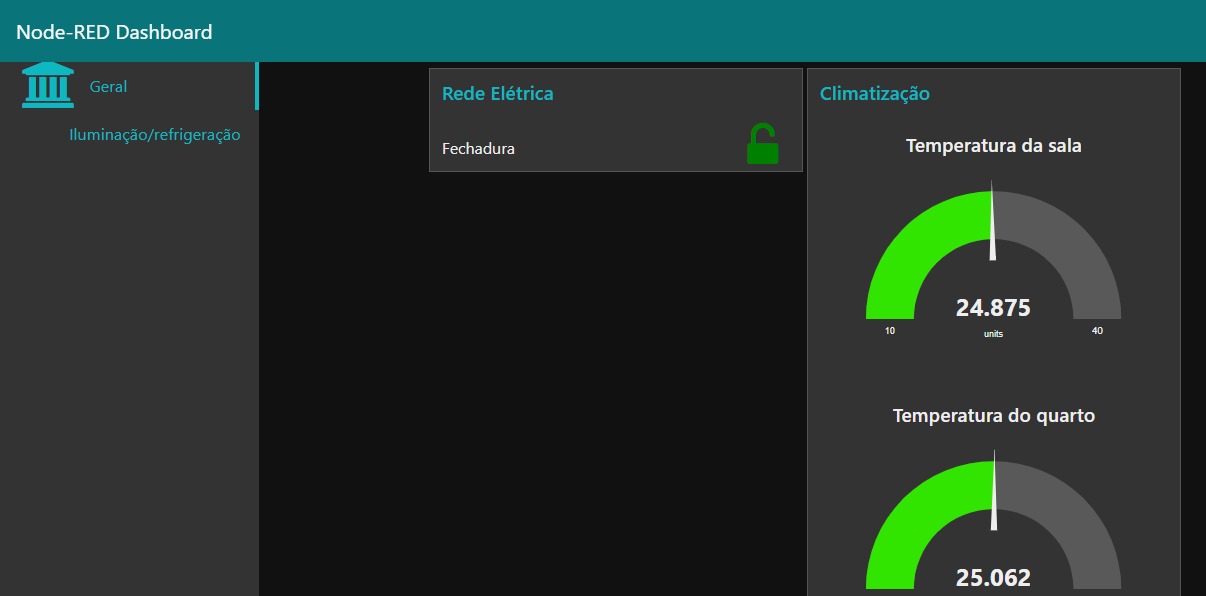 Node-RED Dashboard
Geral
Iluminação/refrigeração
Rede Elétrica
Fechadura
Climatização
Temperatura da sala
24.875
10
units
40
Temperatura do quarto
25.062